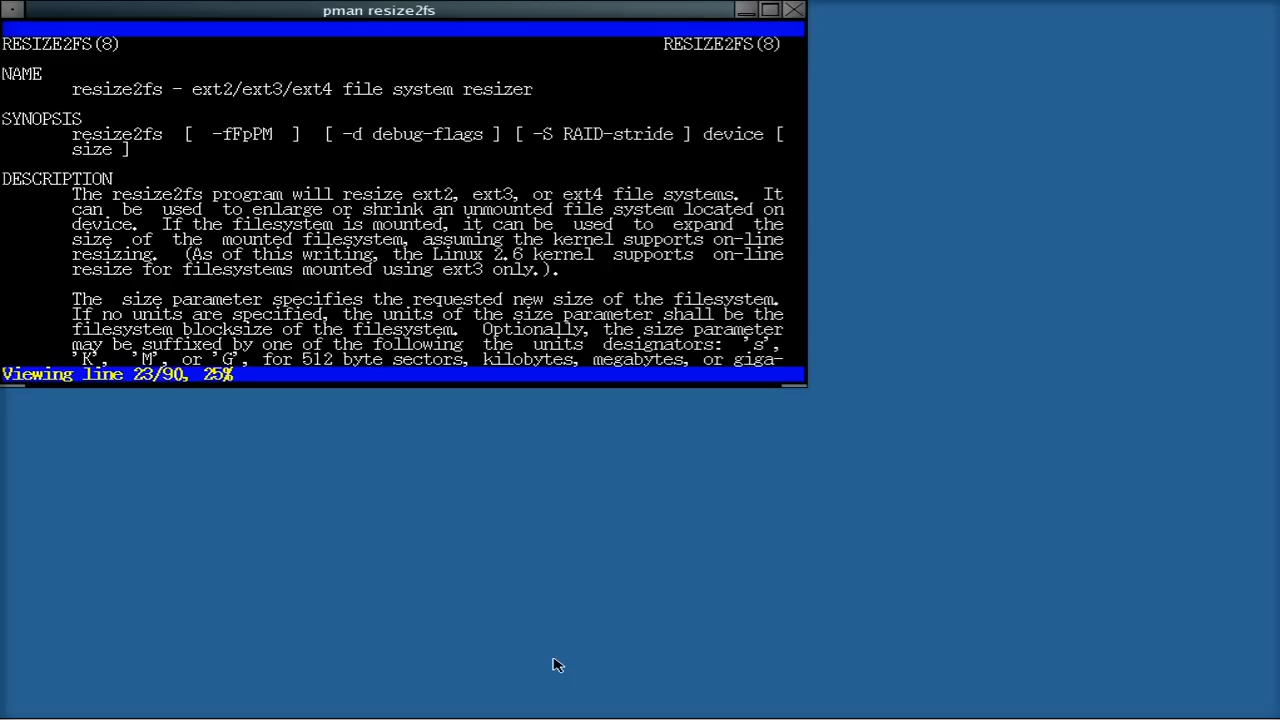 pman resize2fs
RESIZE2FS(8) RESIZE2FS(8)
NAME
resize2fs - ext2/ext3/ext4 file system resizer
SYNOPSIS
resize2fs [ -fFpPM ] [ -d debug-flags ] [ -S RAID-stride ] device [
size ]
DESCRIPTION
The resize2fs program will resize ext2, ext3, or ext4 file systems. It
can be used to enlarge or shrink an unmounted file system located on
device. If the filesystem is mounted, it can be used to expand the
size of the mounted filesystem, assuming the kernel supports on-line
resizing. (As of this writing, the Linux 2.6 kernel supports on-line
resize for filesystems mounted using ext3 only.).
The size parameter specifies the requested new size of the filesystem.
If no units are specified, the units of the size parameter shall be the
filesystem blocksize of the filesystem. Optionally, the size parameter
may be suffixed by one of the following the units designators: 's',
'K', 'M', or 'G', for 512 byte sectors, kilobytes, megabytes, or giga-
Viewing line 23/90, 25%